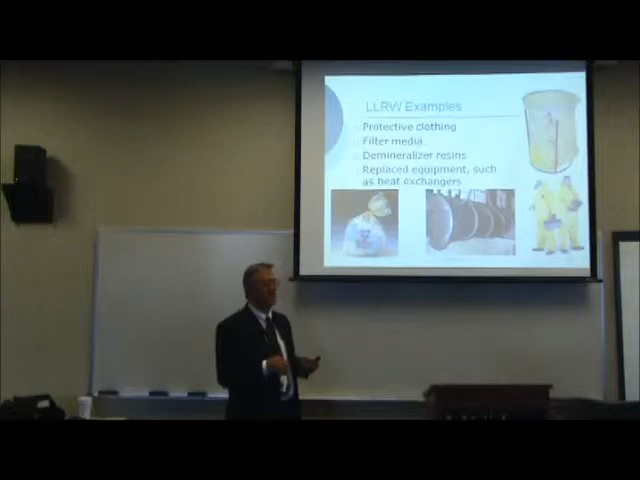 LLRW Examples
Protective clothing
Filter media
Demineralizer resins
Replaced equipment, such
as heat exchangers